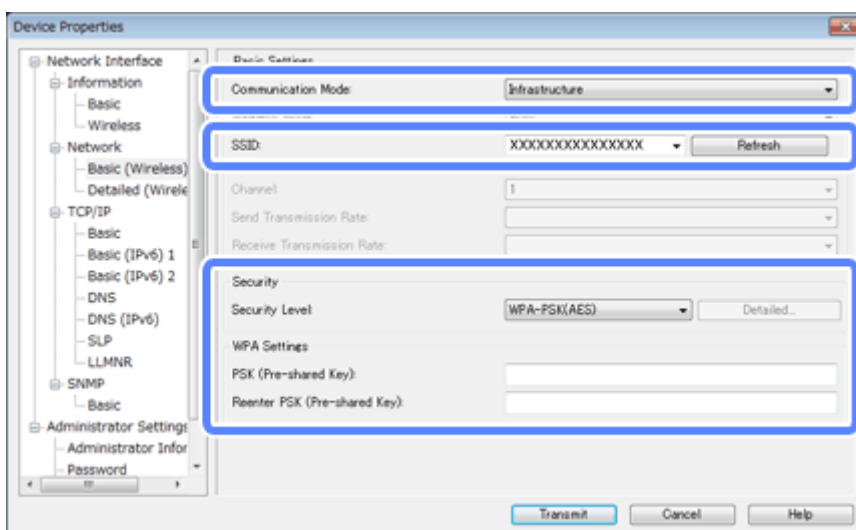 Device Properties
Network Interface
Information
Basic
Wireless
Network
Basic (Wireless)
Detailed (Wirele
TCP/IP
Basic
Basic (IPv6) 1
Basic (IPv6) 2
DNS
DNS (IPv6)
SLP
LLMNR
SNMP
Basic
Administrator Settings
Administrator Infor
Password
Basic Settings
Communication Mode: Infrastructure
SSID: XXXXXXXXXXXXXXX Refresh
Channel: 1
Send Transmission Rate:
Receive Transmission Rate:
Security
Security Level: WPA-PSK(AES) Detailed...
WPA Settings
PSK (Pre-shared Key):
Reenter PSK (Pre-shared Key):
Transmit Cancel Help